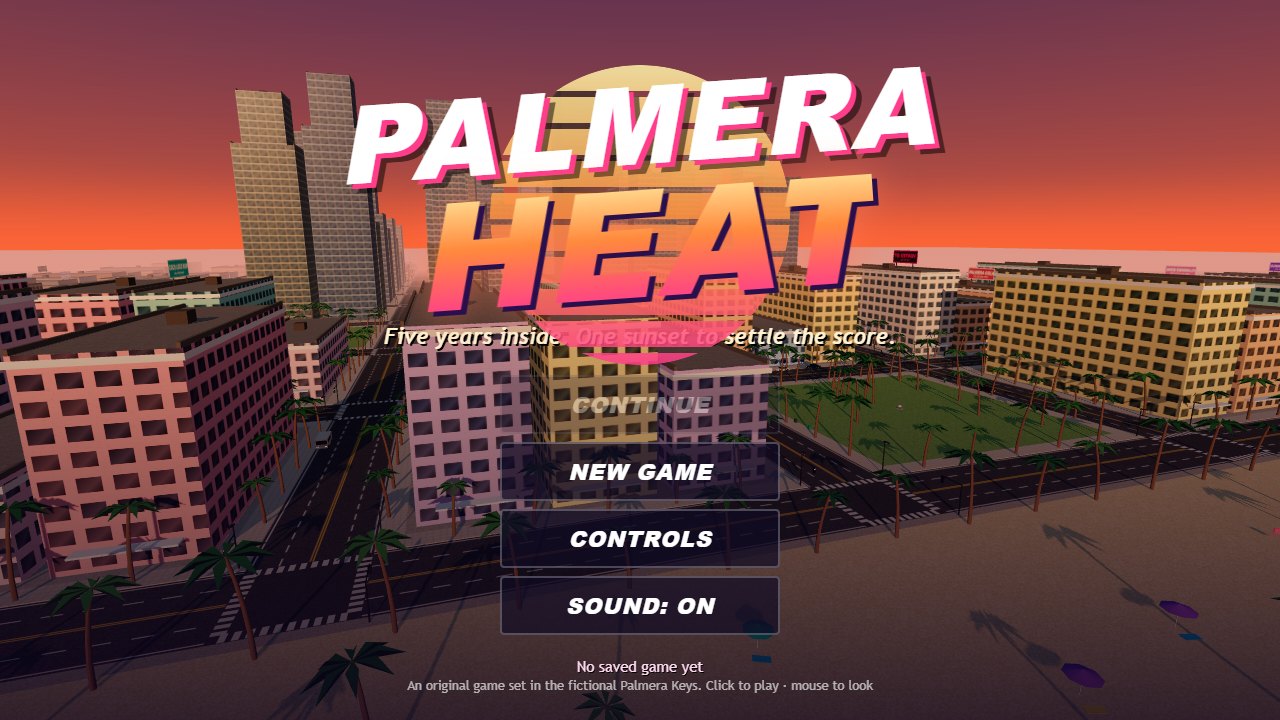 PALMERA
HEAT
Five years inside. One sunset to settle the score.
CONTINUE
NEW GAME
CONTROLS
SOUND: ON
No saved game yet
An original game set in the fictional Palmera Keys. Click to play · mouse to look